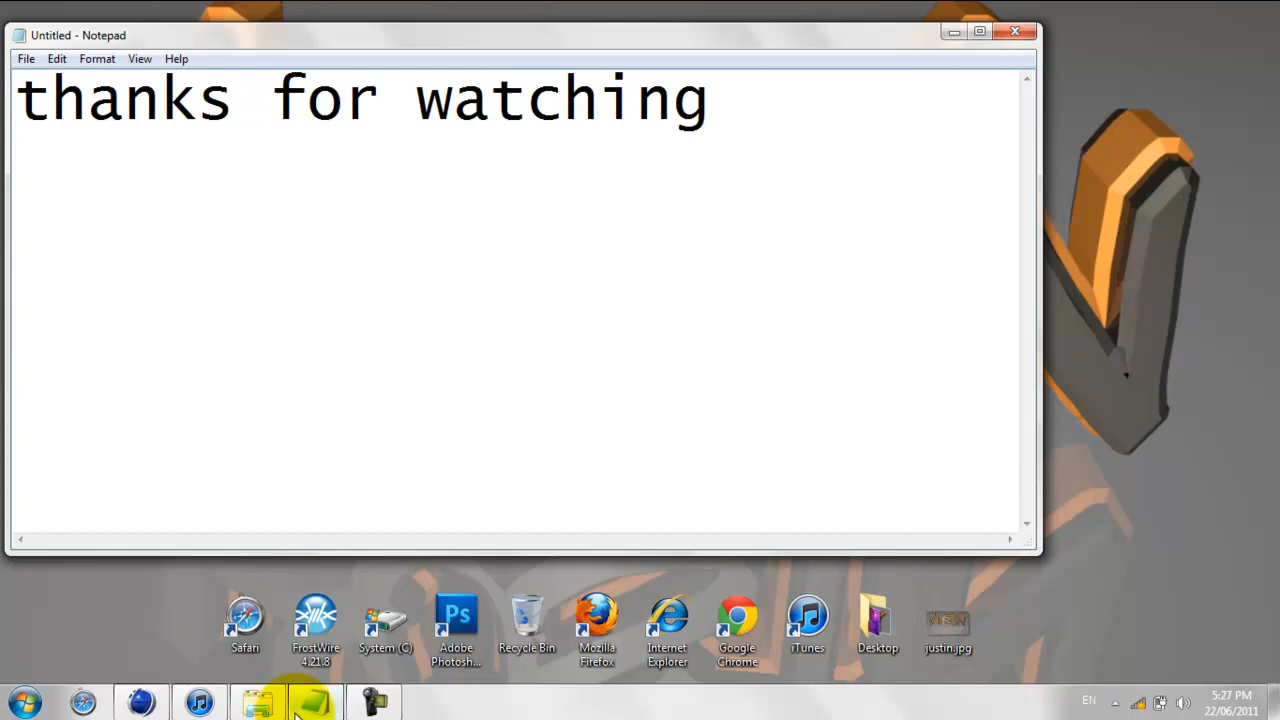 Untitled - Notepad
File Edit Format View Help
thanks for watching
Safari
FrostWire
4.21.8
System (C)
Ps
Adobe
Photosh...
Recycle Bin
Mozilla
Firefox
Internet
Explorer
Google
Chrome
iTunes
Desktop
justin.jpg
EN
5:27 PM
22/06/2011